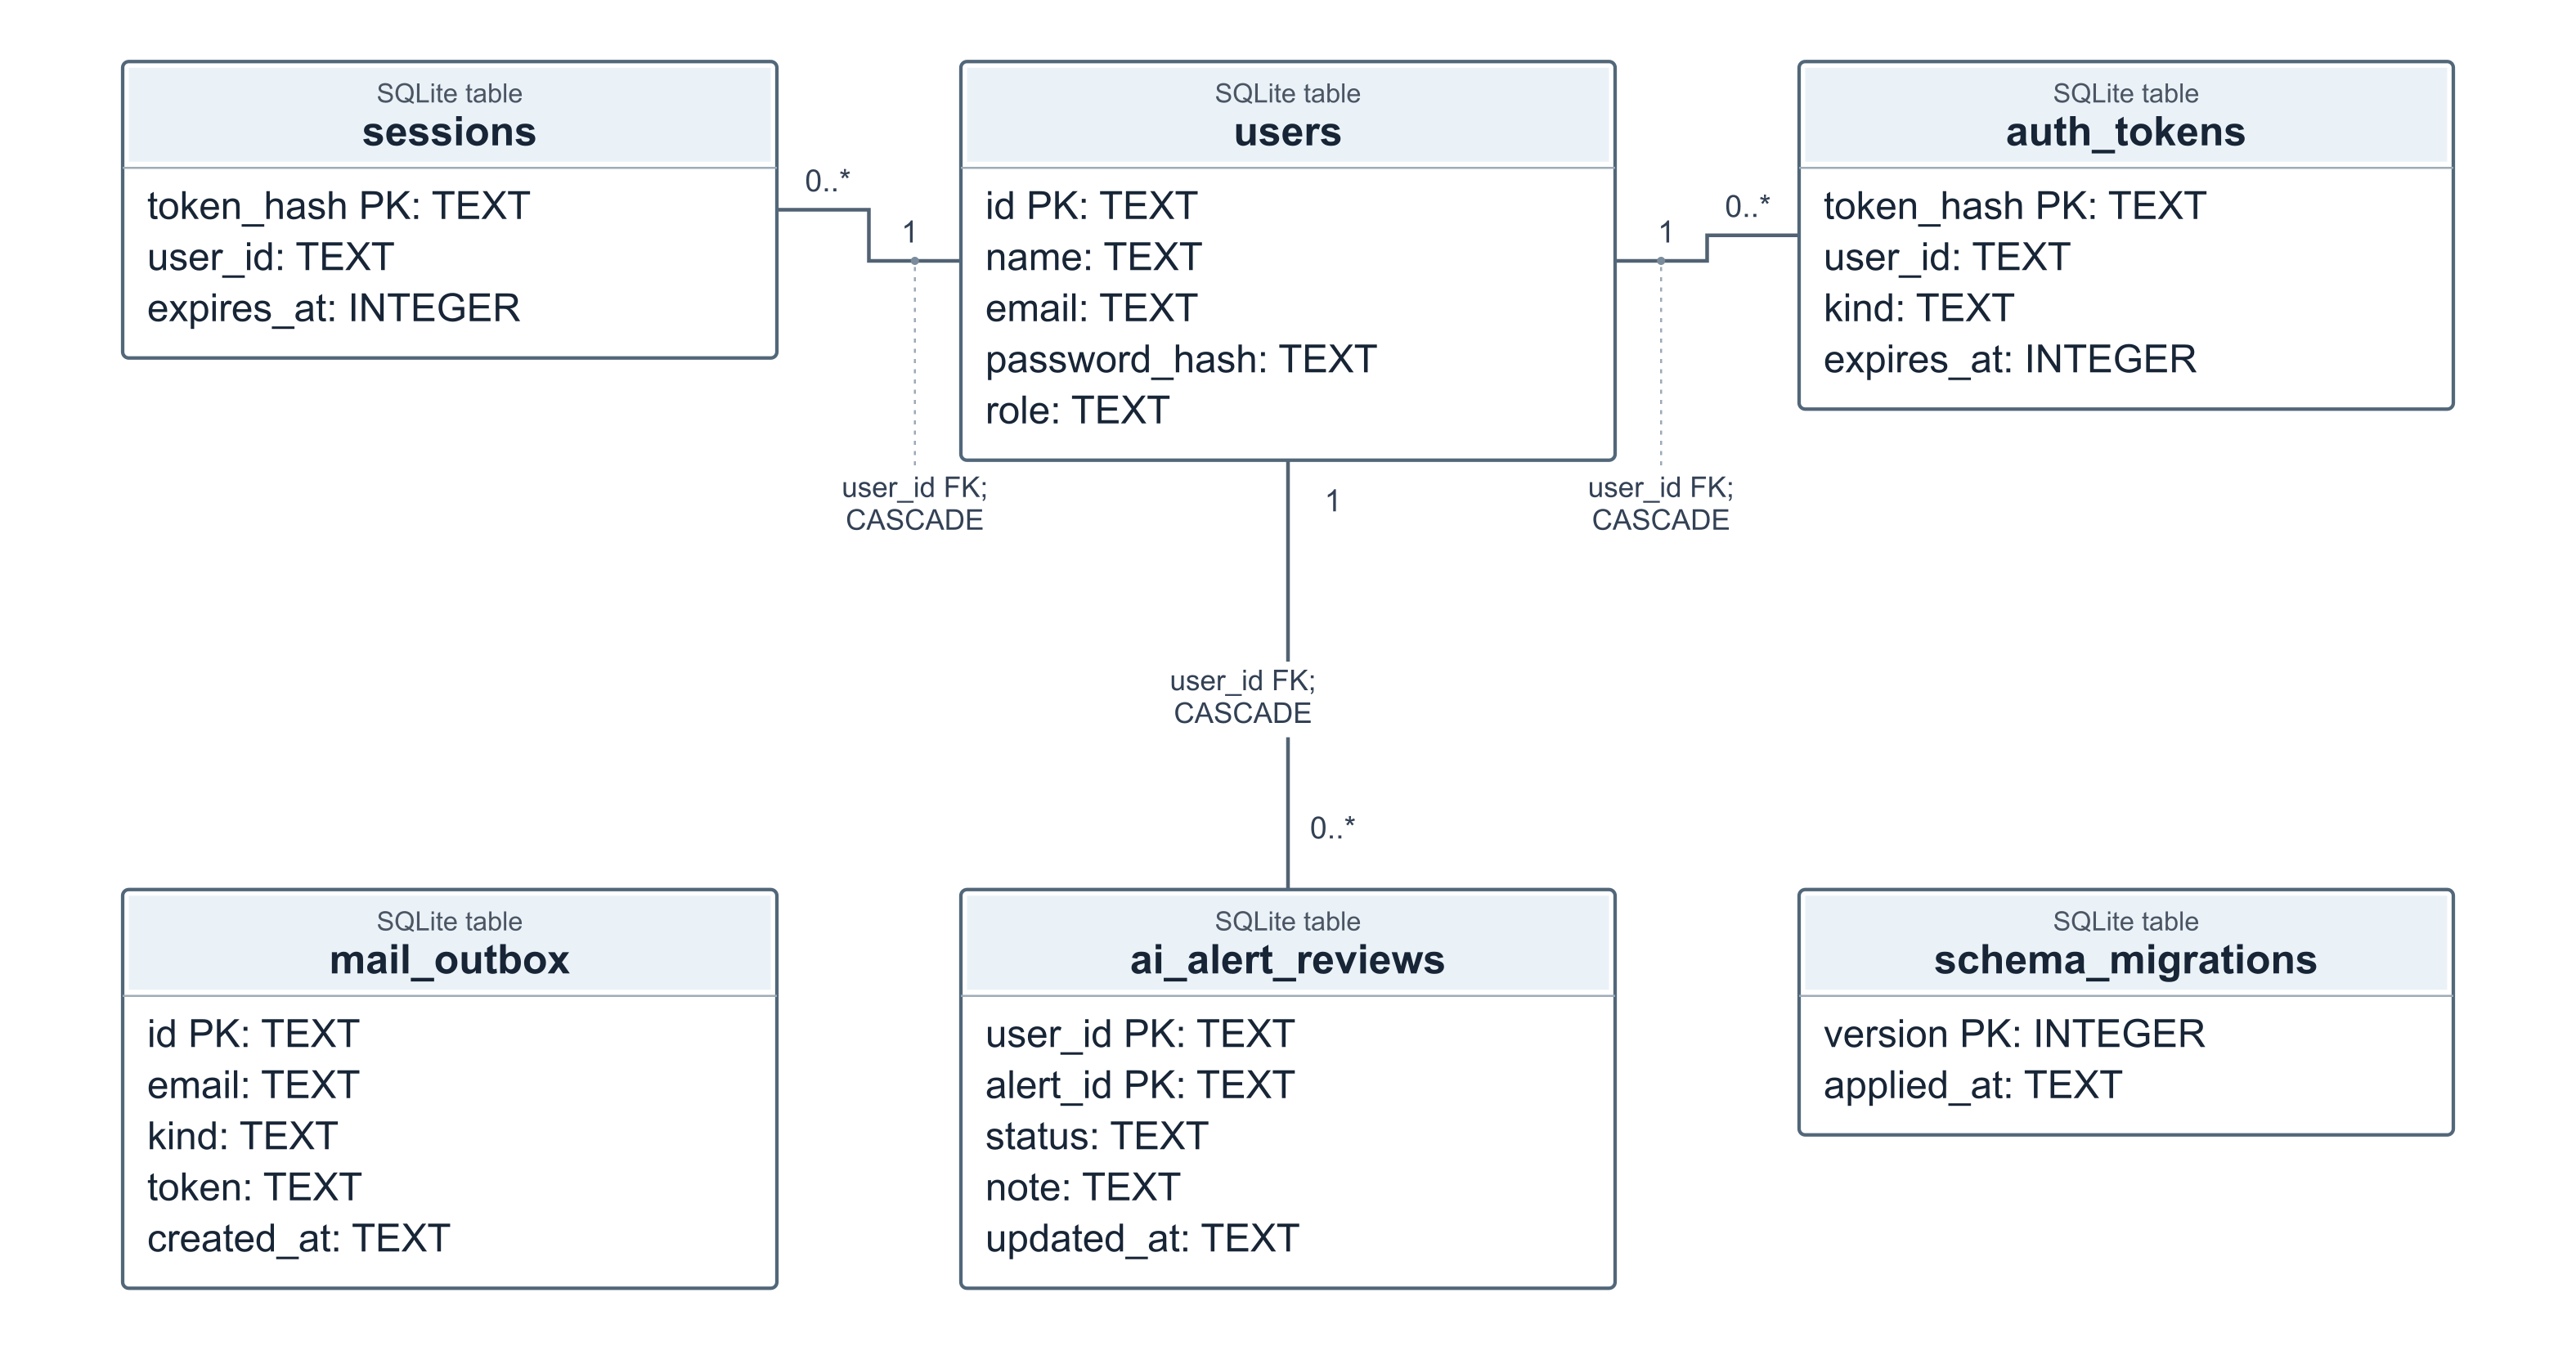 SQLite table
sessions
token_hash PK: TEXT
user_id: TEXT
expires_at: INTEGER
0..*
1
user_id FK;
CASCADE
SQLite table
users
id PK: TEXT
name: TEXT
email: TEXT
password_hash: TEXT
role: TEXT
1
0..*
user_id FK;
CASCADE
SQLite table
auth_tokens
token_hash PK: TEXT
user_id: TEXT
kind: TEXT
expires_at: INTEGER
1
user_id FK;
CASCADE
0..*
SQLite table
mail_outbox
id PK: TEXT
email: TEXT
kind: TEXT
token: TEXT
created_at: TEXT
SQLite table
ai_alert_reviews
user_id PK: TEXT
alert_id PK: TEXT
status: TEXT
note: TEXT
updated_at: TEXT
SQLite table
schema_migrations
version PK: INTEGER
applied_at: TEXT